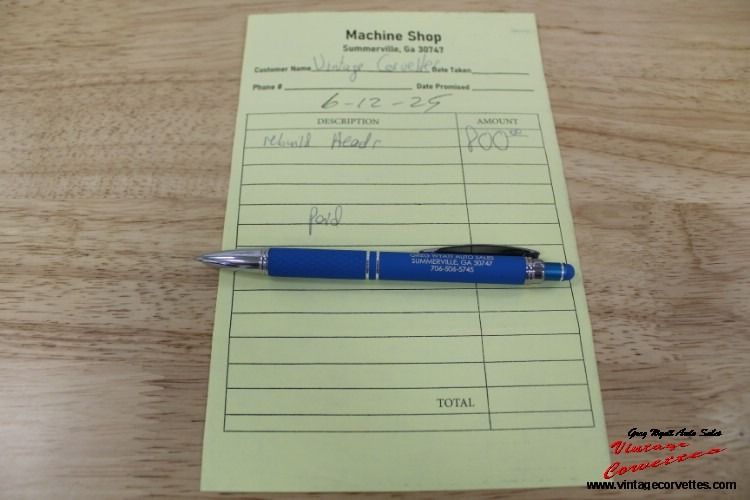 Machine Shop
Summerville, Ga 30747
Customer Name Vintage Corvettes Date Taken
Phone # Date Promised
6-12-25
DESCRIPTION AMOUNT
rebuild Heads 800 00
paid
GREG WYATT AUTO SALES
SUMMERVILLE, GA 30747
706-506-5745
TOTAL
Greg Wyatt Auto Sales
Vintage
Corvettes
www.vintagecorvettes.com